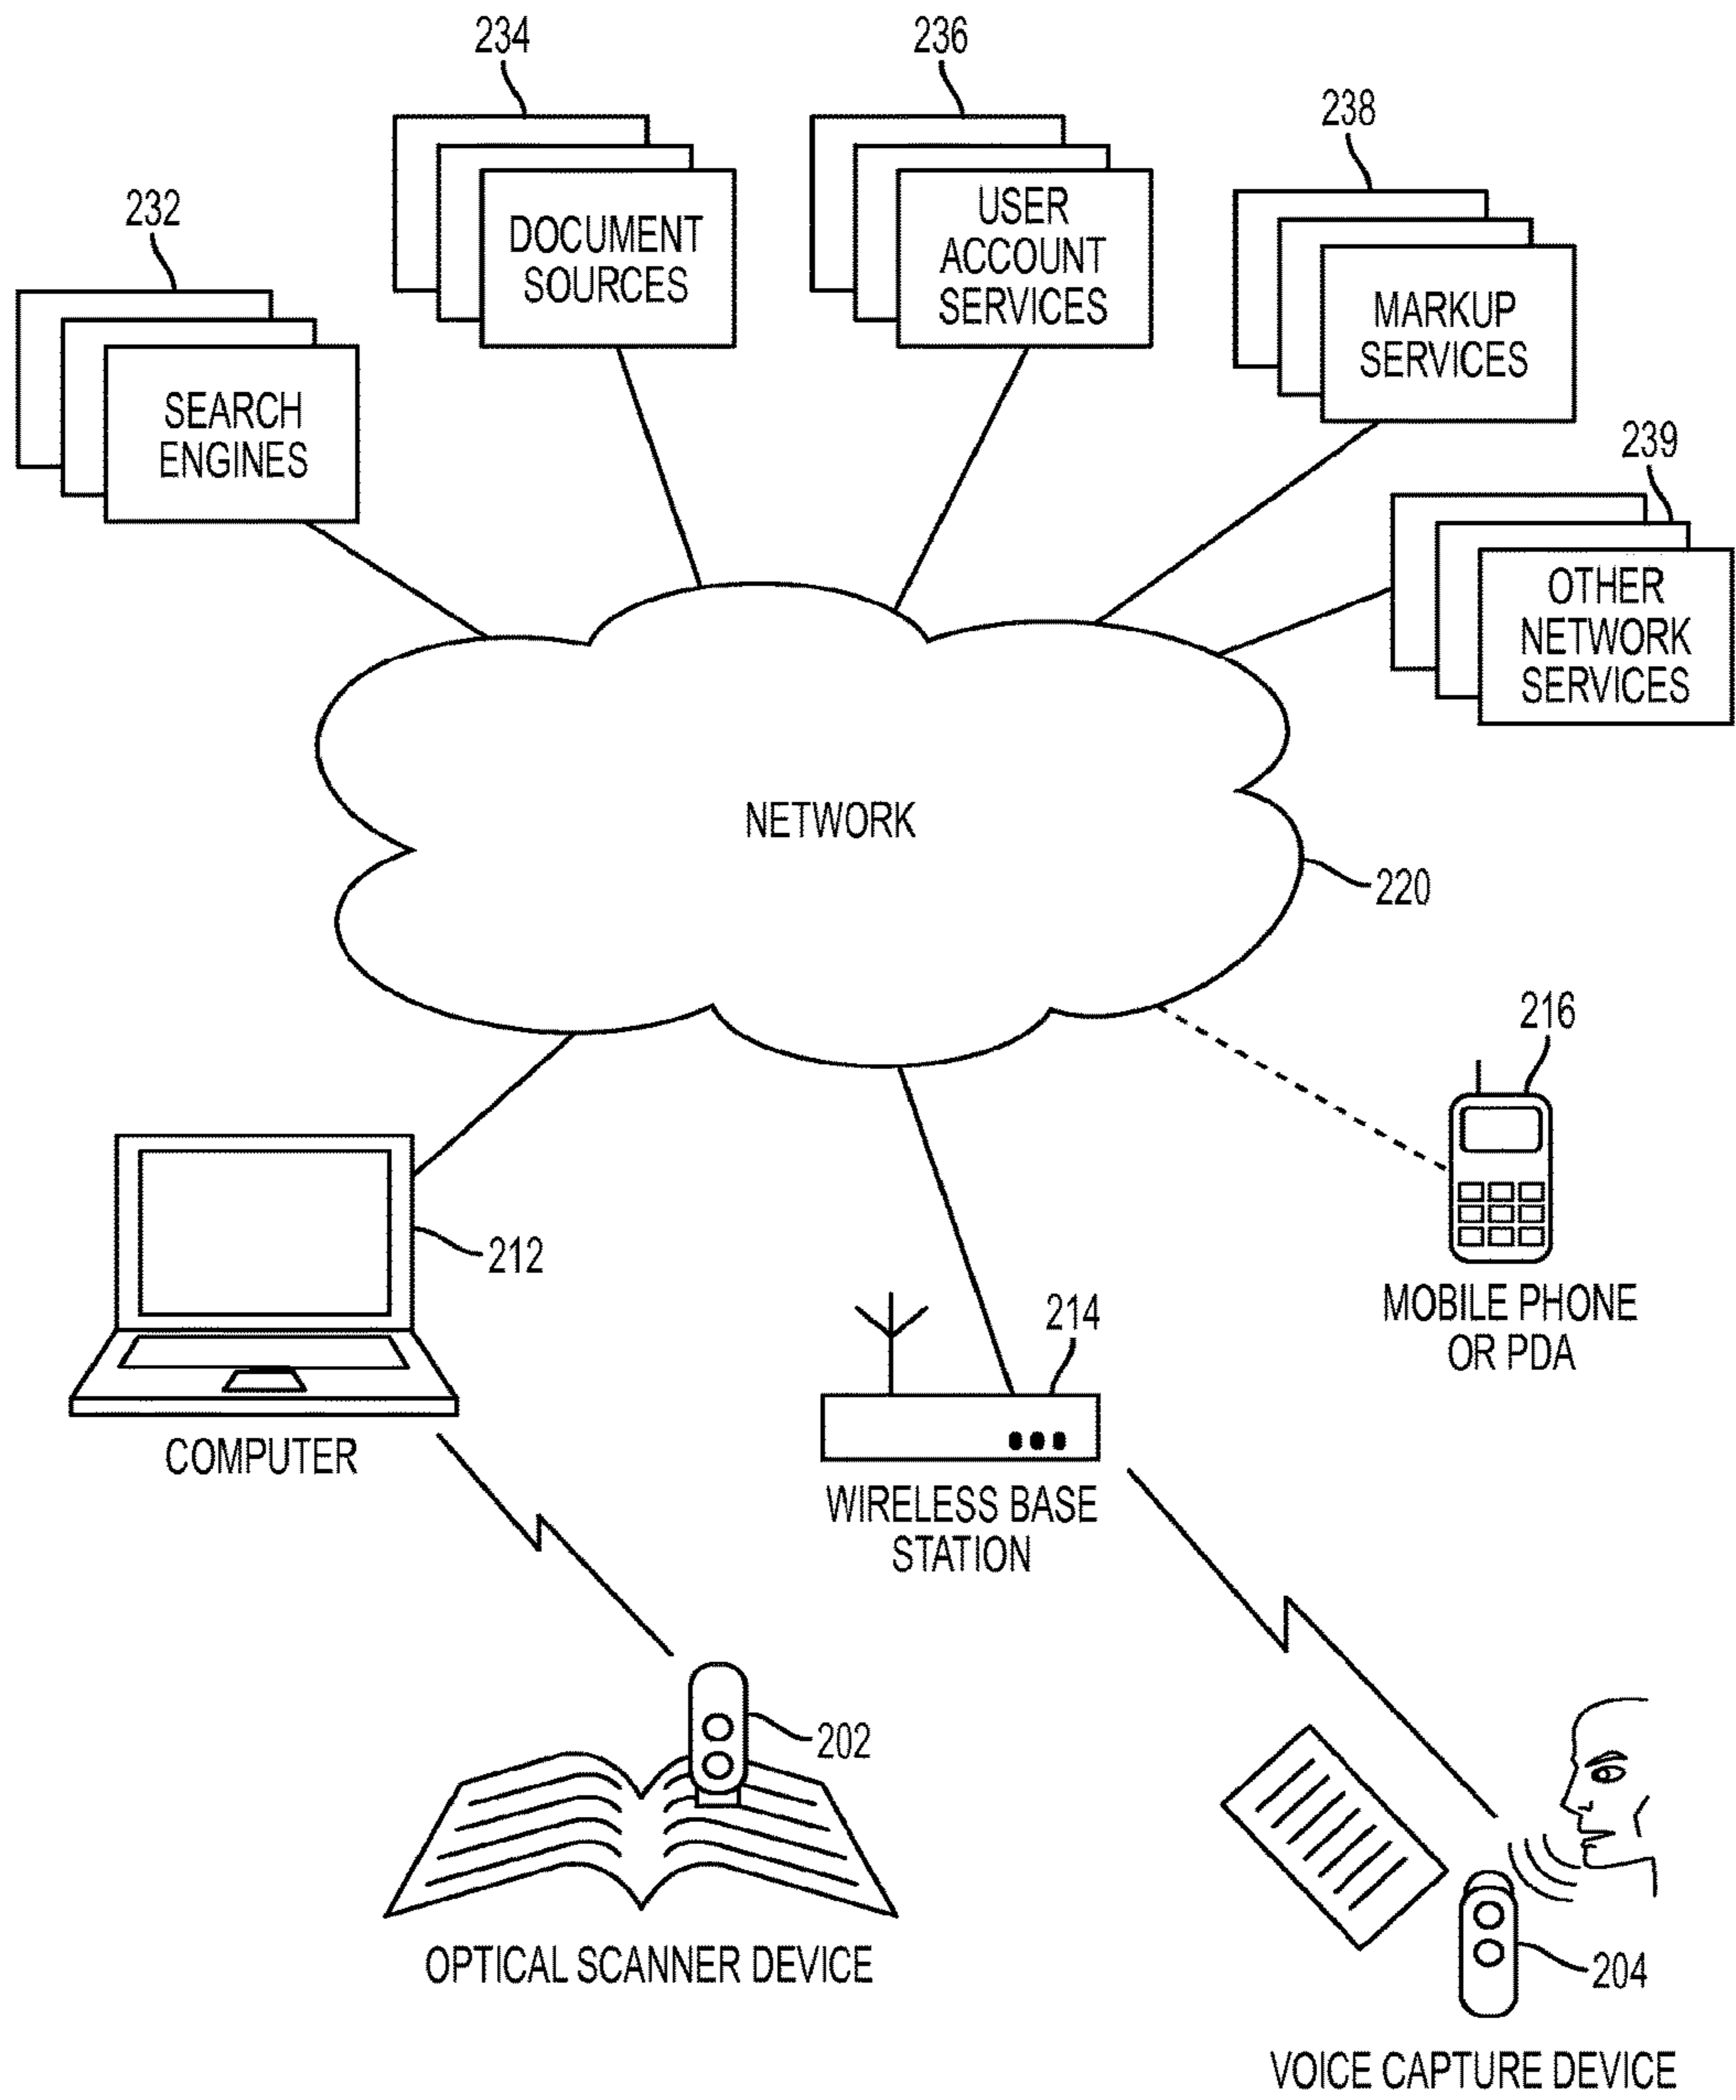 234
236
238
232
DOCUMENT
SOURCES
USER
ACCOUNT
SERVICES
MARKUP
SERVICES
SEARCH
ENGINES
239
OTHER
NETWORK
SERVICES
NETWORK
220
216
212
MOBILE PHONE
OR PDA
214
COMPUTER
WIRELESS BASE
STATION
202
OPTICAL SCANNER DEVICE
204
VOICE CAPTURE DEVICE